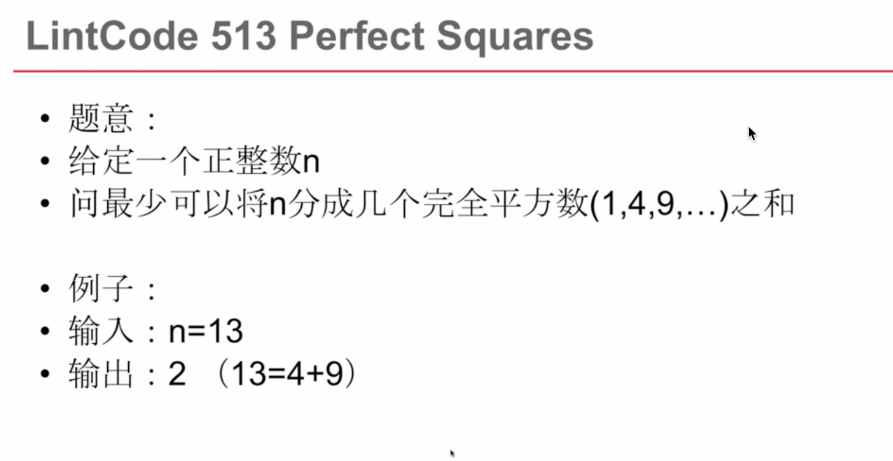 LintCode 513 Perfect Squares
• 题意：
• 给定一个正整数n
• 问最少可以将n分成几个完全平方数(1,4,9,…)之和
• 例子：
• 输入：n=13
• 输出：2 （13=4+9）